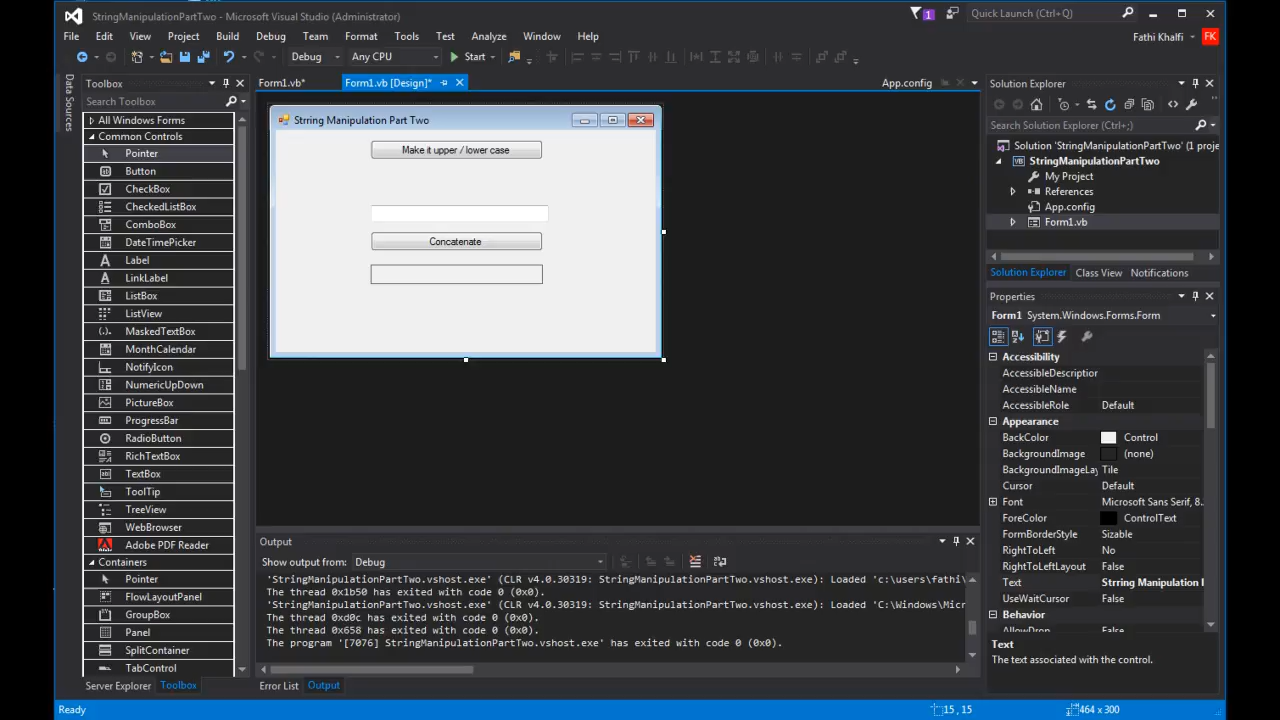 StringManipulationPartTwo - Microsoft Visual Studio (Administrator)
1
Quick Launch (Ctrl+Q)
File Edit View Project Build Debug Team Format Tools Test Analyze Window Help
Fathi Khalfi FK
Debug Any CPU Start
Data Sources
Toolbox
Search Toolbox
All Windows Forms
Common Controls
Pointer
Button
CheckBox
CheckedListBox
ComboBox
DateTimePicker
Label
LinkLabel
ListBox
ListView
MaskedTextBox
MonthCalendar
NotifyIcon
NumericUpDown
PictureBox
ProgressBar
RadioButton
RichTextBox
TextBox
ToolTip
TreeView
WebBrowser
Adobe PDF Reader
Containers
Pointer
FlowLayoutPanel
GroupBox
Panel
SplitContainer
TabControl
Server Explorer Toolbox
Form1.vb* Form1.vb [Design]* App.config
Strring Manipulation Part Two
Make it upper / lower case
Concatenate
Output
Show output from: Debug
'StringManipulationPartTwo.vshost.exe' (CLR v4.0.30319: StringManipulationPartTwo.vshost.exe): Loaded 'c:\users\fathi\
The thread 0x1b50 has exited with code 0 (0x0).
'StringManipulationPartTwo.vshost.exe' (CLR v4.0.30319: StringManipulationPartTwo.vshost.exe): Loaded 'C:\Windows\Micr
The thread 0xd0c has exited with code 0 (0x0).
The thread 0x658 has exited with code 0 (0x0).
The program '[7076] StringManipulationPartTwo.vshost.exe' has exited with code 0 (0x0).
Error List Output
Solution Explorer
Search Solution Explorer (Ctrl+;)
Solution 'StringManipulationPartTwo' (1 proje
VB StringManipulationPartTwo
My Project
References
App.config
Form1.vb
Solution Explorer Class View Notifications
Properties
Form1 System.Windows.Forms.Form
Accessibility
AccessibleDescription
AccessibleName
AccessibleRole Default
Appearance
BackColor Control
BackgroundImage (none)
BackgroundImageLay Tile
Cursor Default
Font Microsoft Sans Serif, 8.
ForeColor ControlText
FormBorderStyle Sizable
RightToLeft No
RightToLeftLayout False
Text Strring Manipulation
UseWaitCursor False
Behavior
AllowDrop False
Text
The text associated with the control.
Ready 15 , 15 464 x 300